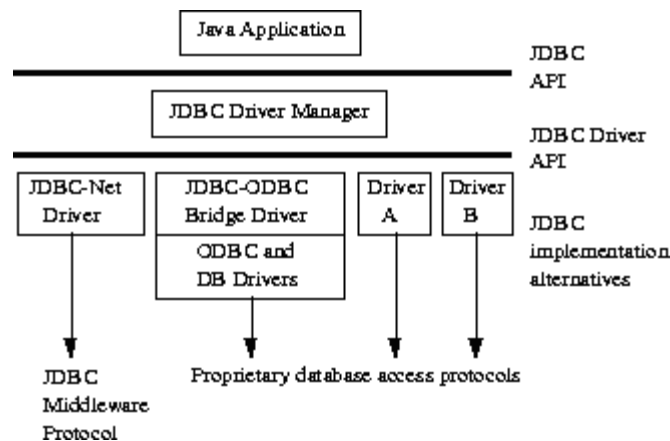 Java Application
JDBC
API
JDBC Driver Manager
JDBC Driver
API
JDBC-Net
Driver
JDBC-ODBC
Bridge Driver
ODBC and
DB Drivers
Driver
A
Driver
B
JDBC
implementation
alternatives
JDBC
Middleware
Protocol
Proprietary database access protocols